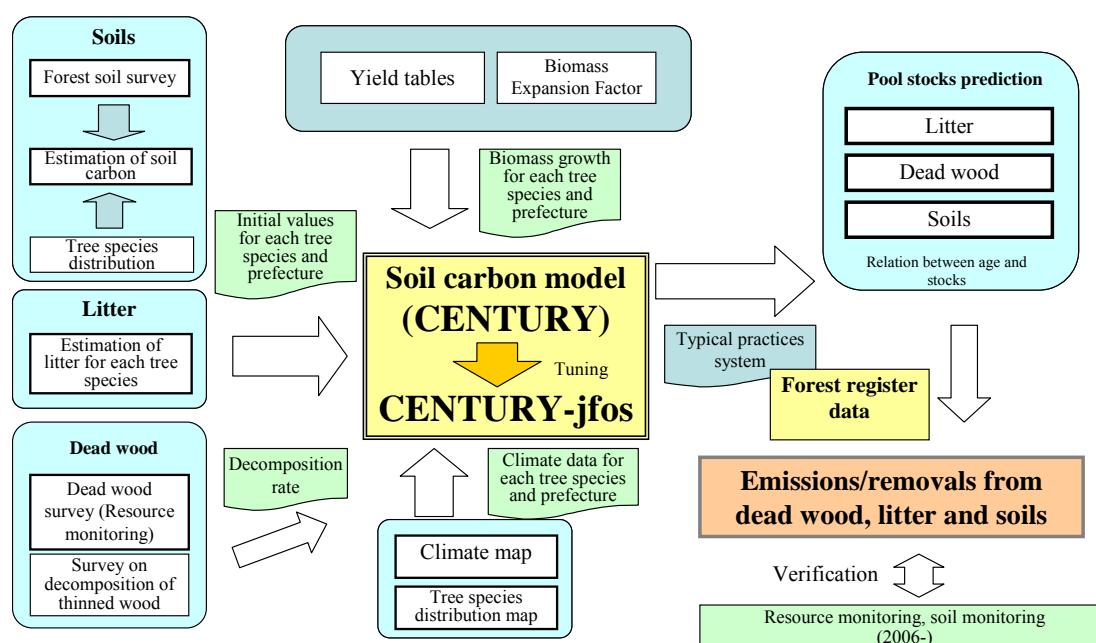 Soils
Forest soil survey
Estimation of soil
carbon
Tree species
distribution
Litter
Estimation of
litter for each tree
species
Dead wood
Dead wood
survey (Resource
monitoring)
Survey on
decomposition of
thinned wood
Yield tables
Biomass
Expansion Factor
Biomass growth
for each tree
species and
prefecture
Initial values
for each tree
species and
prefecture
Decomposition
rate
Soil carbon model
(CENTURY)
Tuning
CENTURY-jfos
Climate data for
each tree species
and prefecture
Climate map
Tree species
distribution map
Pool stocks prediction
Litter
Dead wood
Soils
Relation between age and
stocks
Typical practices
system
Forest register
data
Emissions/removals from
dead wood, litter and soils
Verification
Resource monitoring, soil monitoring
(2006-)